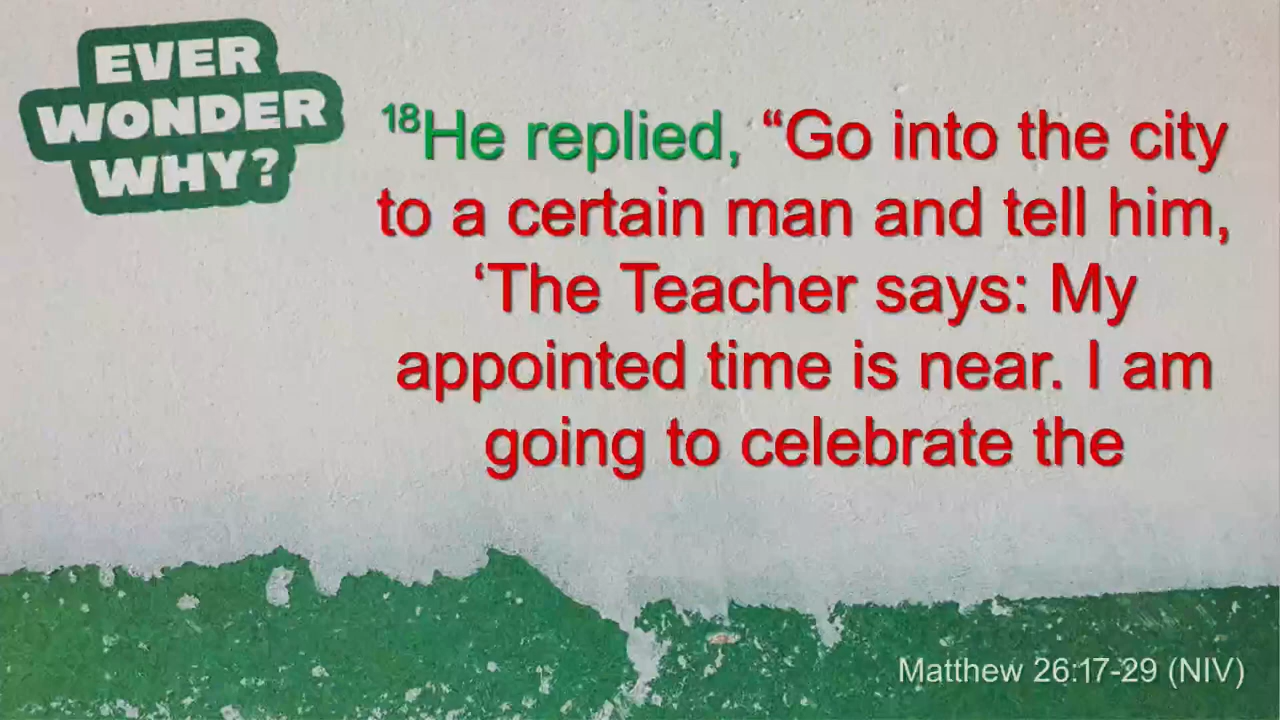 EVER
WONDER
WHY?
¹⁸He replied, “Go into the city
to a certain man and tell him,
‘The Teacher says: My
appointed time is near. I am
going to celebrate the
Matthew 26:17-29 (NIV)